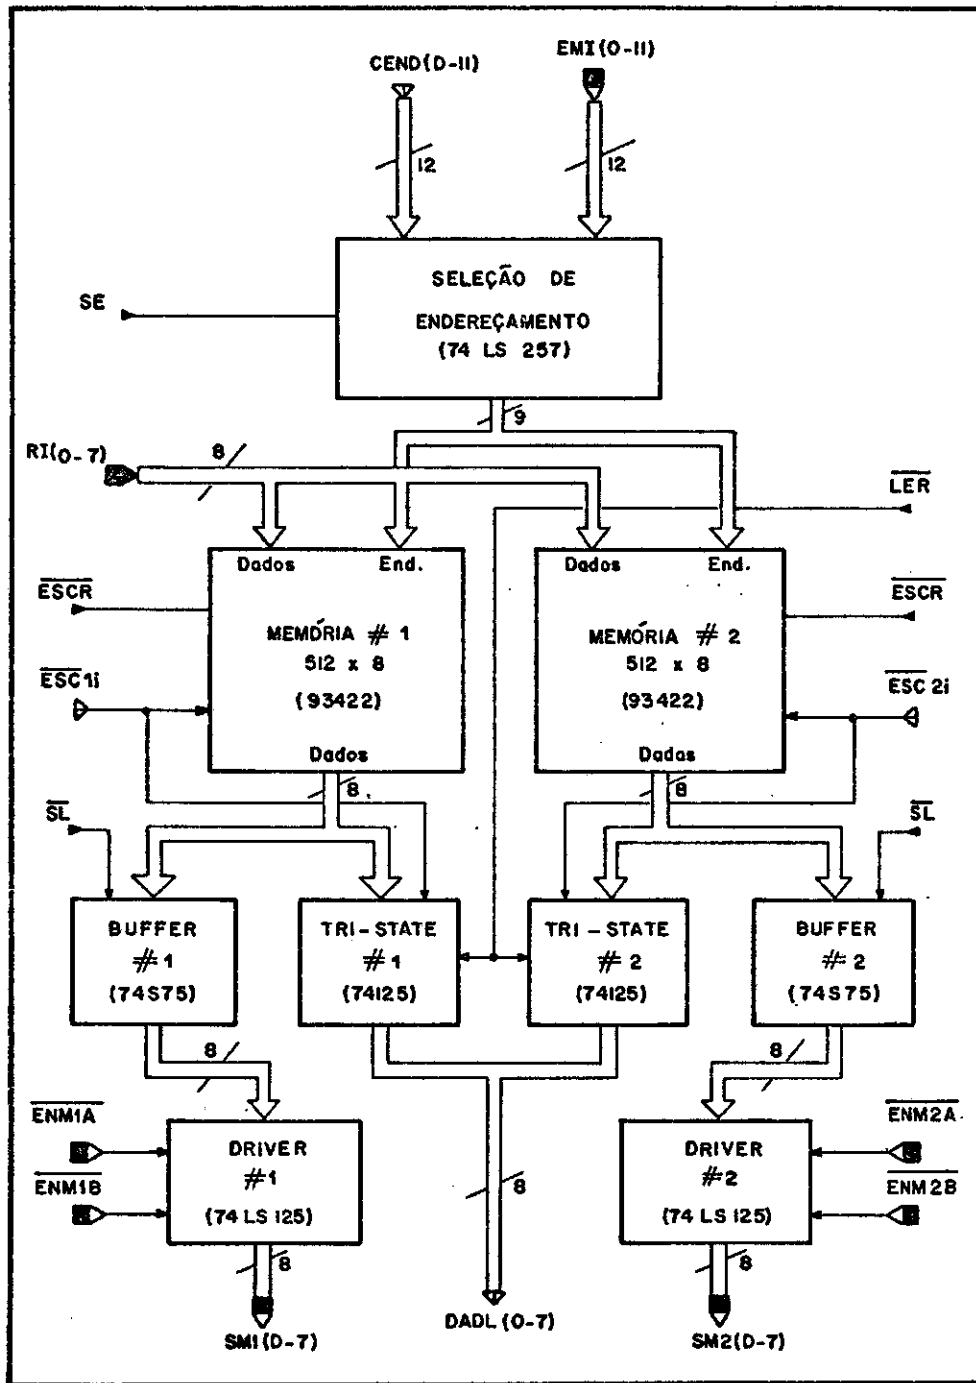 CEND(D-11)
EMI(0-11)
12
12
SELEÇÃO DE
ENDEREÇAMENTO
(74 LS 257)
SE
9
RI(0-7)
8
LER
Dados End.
Dados End.
ESCR
ESCR
MEMÓRIA # 1
512 x 8
(93422)
MEMÓRIA # 2
512 x 8
(93422)
ESC1i
ESC2i
Dados
Dadas
8
8
SL
SL
BUFFER
#1
(74S75)
TRI-STATE
#1
(74125)
TRI-STATE
# 2
(74125)
BUFFER
# 2
(74S75)
8
8
ENM1A
ENM1B
DRIVER
#1
(74 LS 125)
DRIVER
#2
(74 LS 125)
ENM2A
ENM2B
8
8
8
SM1(D-7)
DADL(0-7)
SM2(D-7)